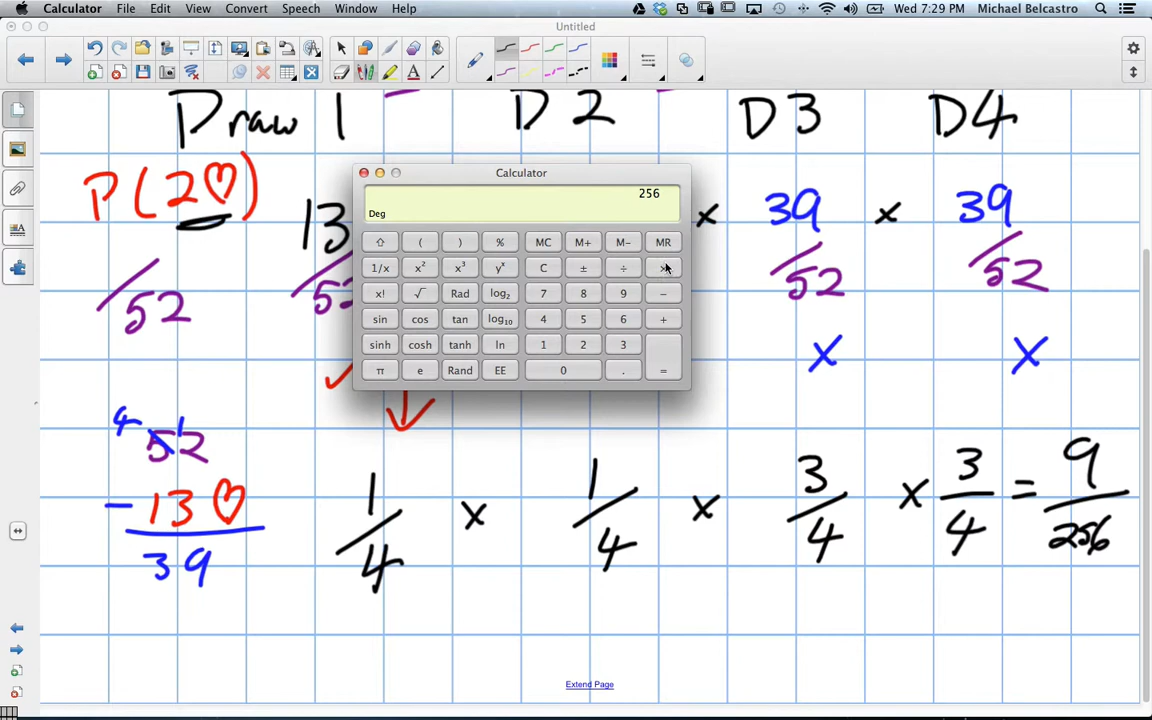 Calculator File Edit View Convert Speech Window Help Wed 7:29 PM Michael Belcastro
Untitled
Draw 1 D2 D3 D4
P(2♡) 13 x 39 x 39
/52 /52 /52 /52
x x
Calculator
256
Deg
( ) % MC M+ M- MR
1/x x² x³ yˣ C ± ÷
x! √ Rad log₂ 7 8 9 −
sin cos tan log₁₀ 4 5 6 +
sinh cosh tanh ln 1 2 3
π e Rand EE 0 . =
4 1
52
- 13♡
39
1/4 x 1/4 x 3/4 x 3/4 = 9/256
Extend Page